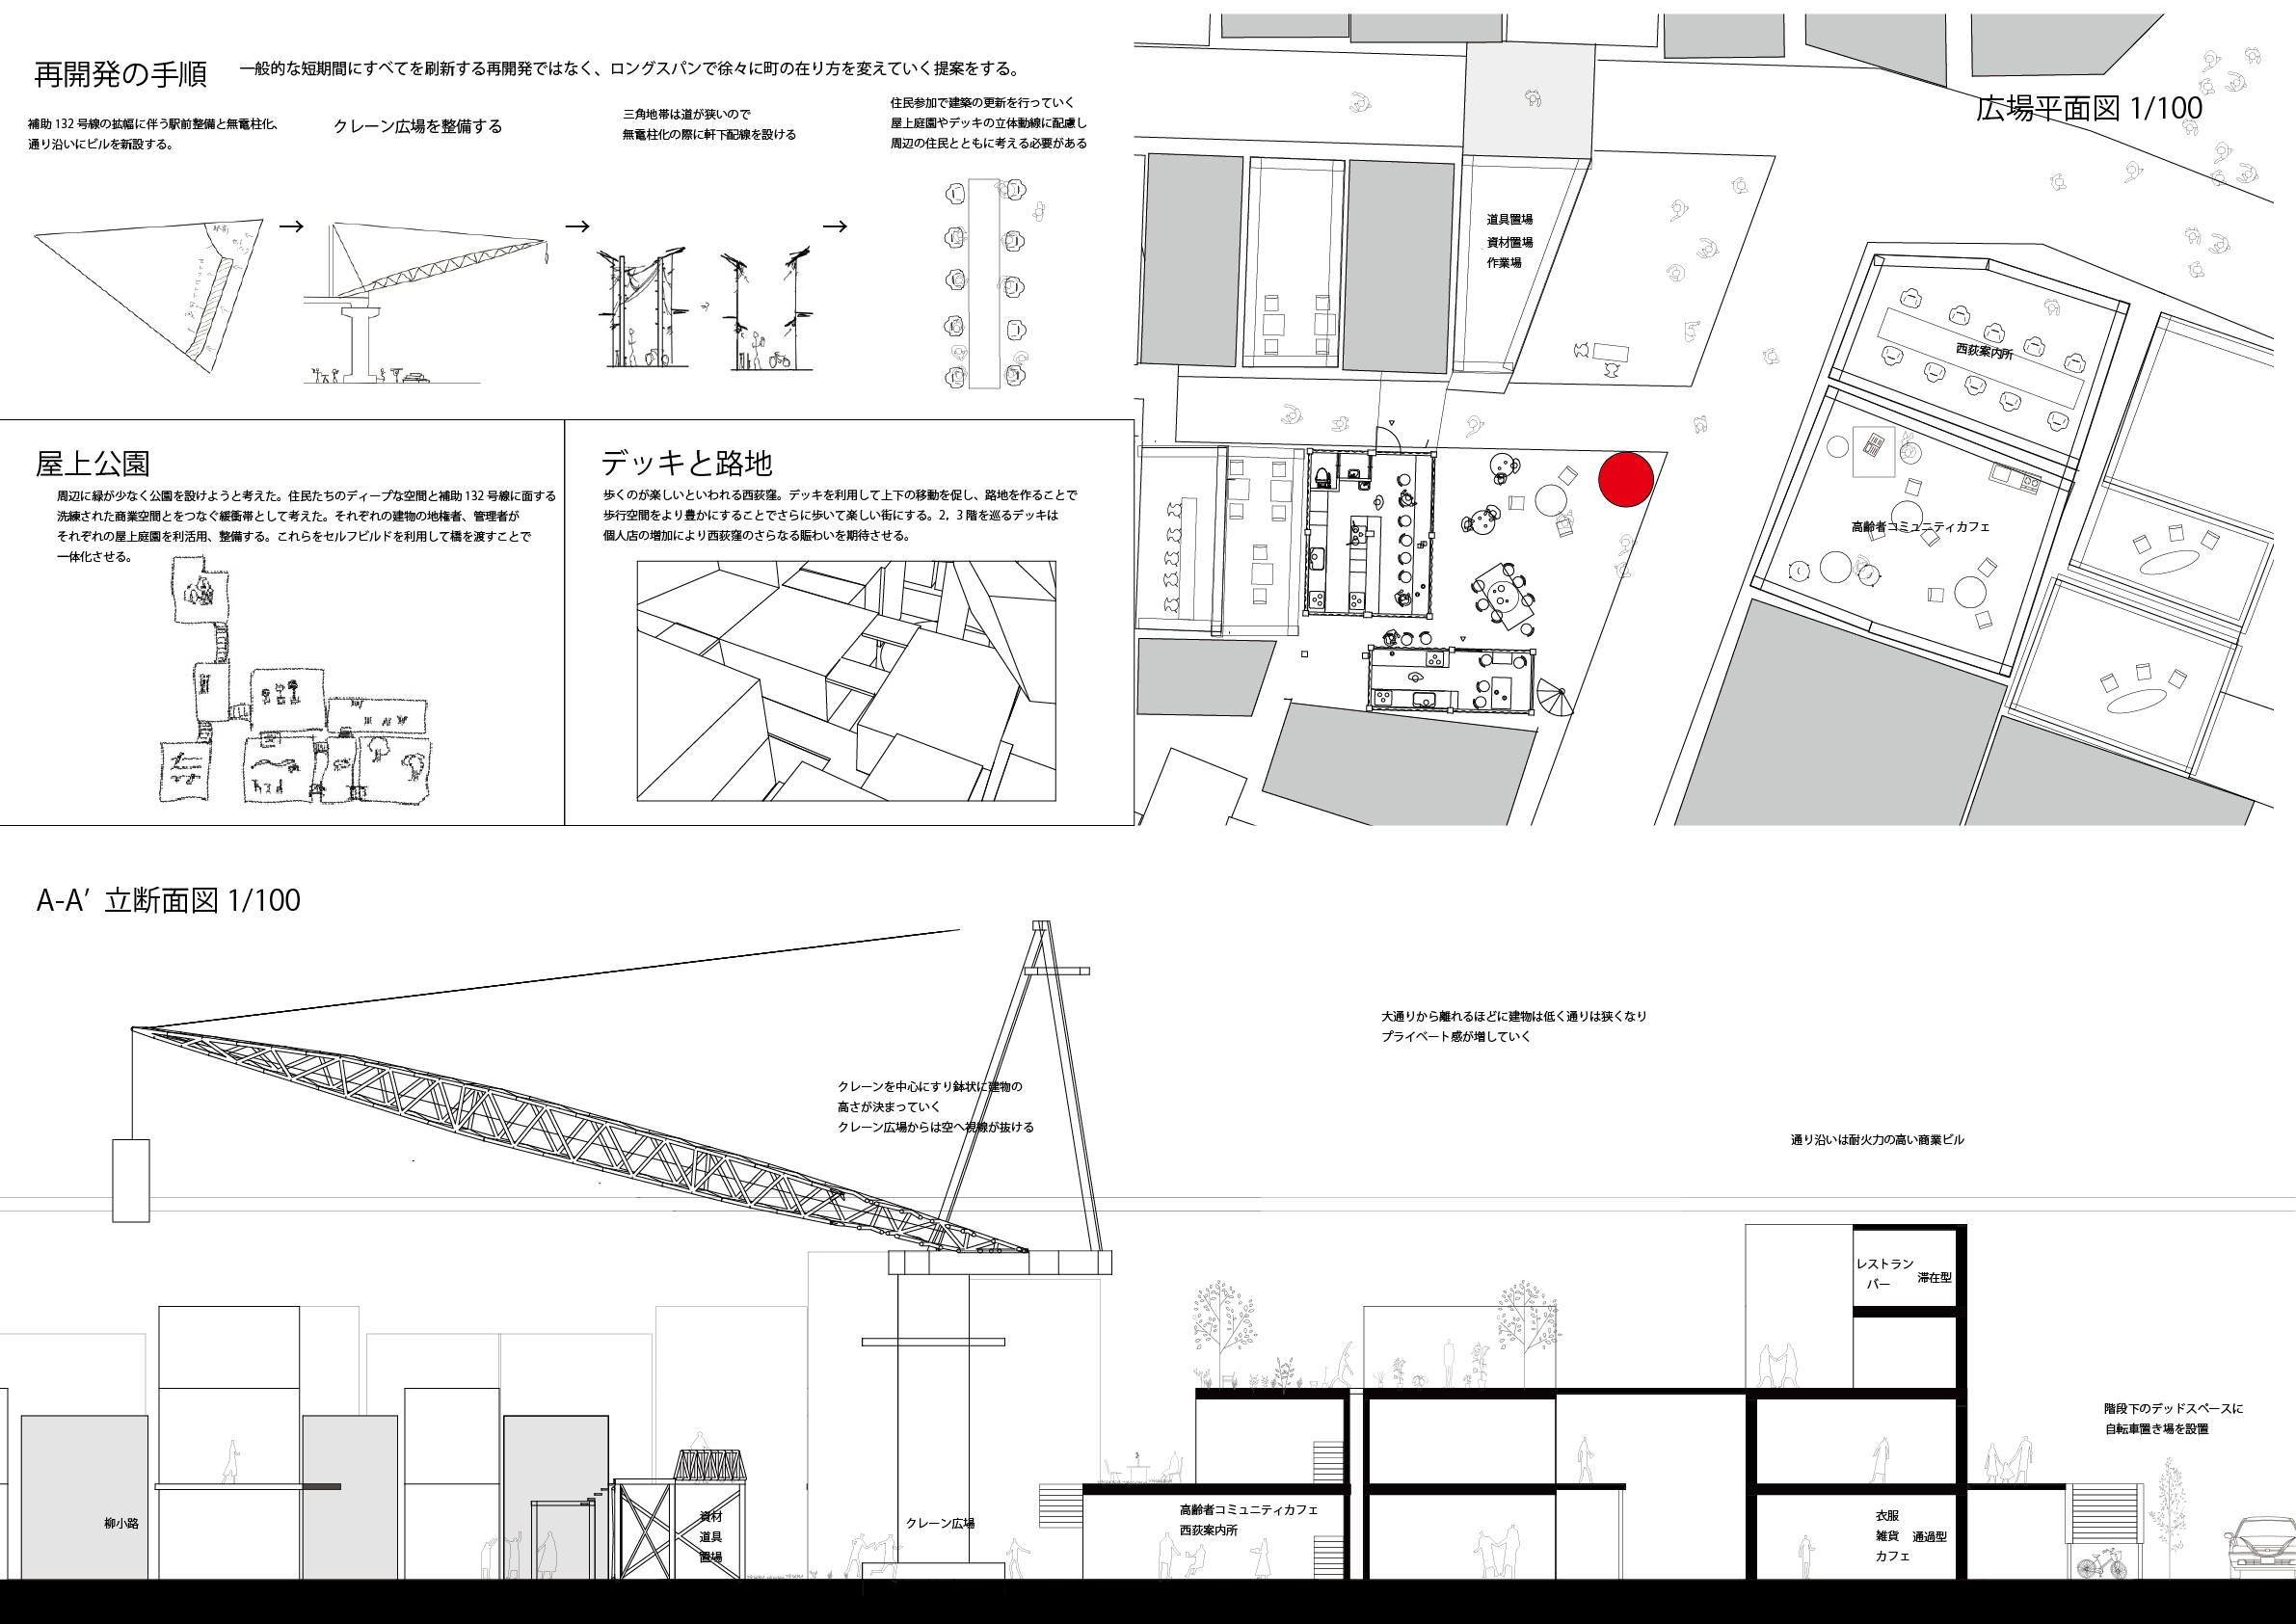 再開発の手順
一般的な短期間にすべてを刷新する再開発ではなく、ロングスパンで徐々に町の在り方を変えていく提案をする。
補助 132 号線の拡幅に伴う駅前整備と無電柱化、
通り沿いにビルを新設する。
→
クレーン広場を整備する
→
三角地帯は道が狭いので
無電柱化の際に軒下配線を設ける
→
住民参加で建築の更新を行っていく
屋上庭園やデッキの立体動線に配慮し
周辺の住民とともに考える必要がある
屋上公園
周辺に緑が少なく公園を設けようと考えた。住民たちのディープな空間と補助 132 号線に面する
洗練された商業空間とをつなぐ緩衝帯として考えた。それぞれの建物の地権者、管理者が
それぞれの屋上庭園を利活用、整備する。これらをセルフビルドを利用して橋を渡すことで
一体化させる。
デッキと路地
歩くのが楽しいといわれる西荻窪。デッキを利用して上下の移動を促し、路地を作ることで
歩行空間をより豊かにすることでさらに歩いて楽しい街にする。2，3 階を巡るデッキは
個人店の増加により西荻窪のさらなる賑わいを期待させる。
広場平面図 1/100
道具置場
資材置場
作業場
西荻案内所
高齢者コミュニティカフェ
A-A’ 立断面図 1/100
クレーンを中心にすり鉢状に建物の
高さが決まっていく
クレーン広場からは空へ視線が抜ける
大通りから離れるほどに建物は低く通りは狭くなり
プライベート感が増していく
通り沿いは耐火力の高い商業ビル
レストラン
バー
滞在型
階段下のデッドスペースに
自転車置き場を設置
柳小路
資材
道具
置場
クレーン広場
高齢者コミュニティカフェ
西荻案内所
衣服
雑貨 通過型
カフェ